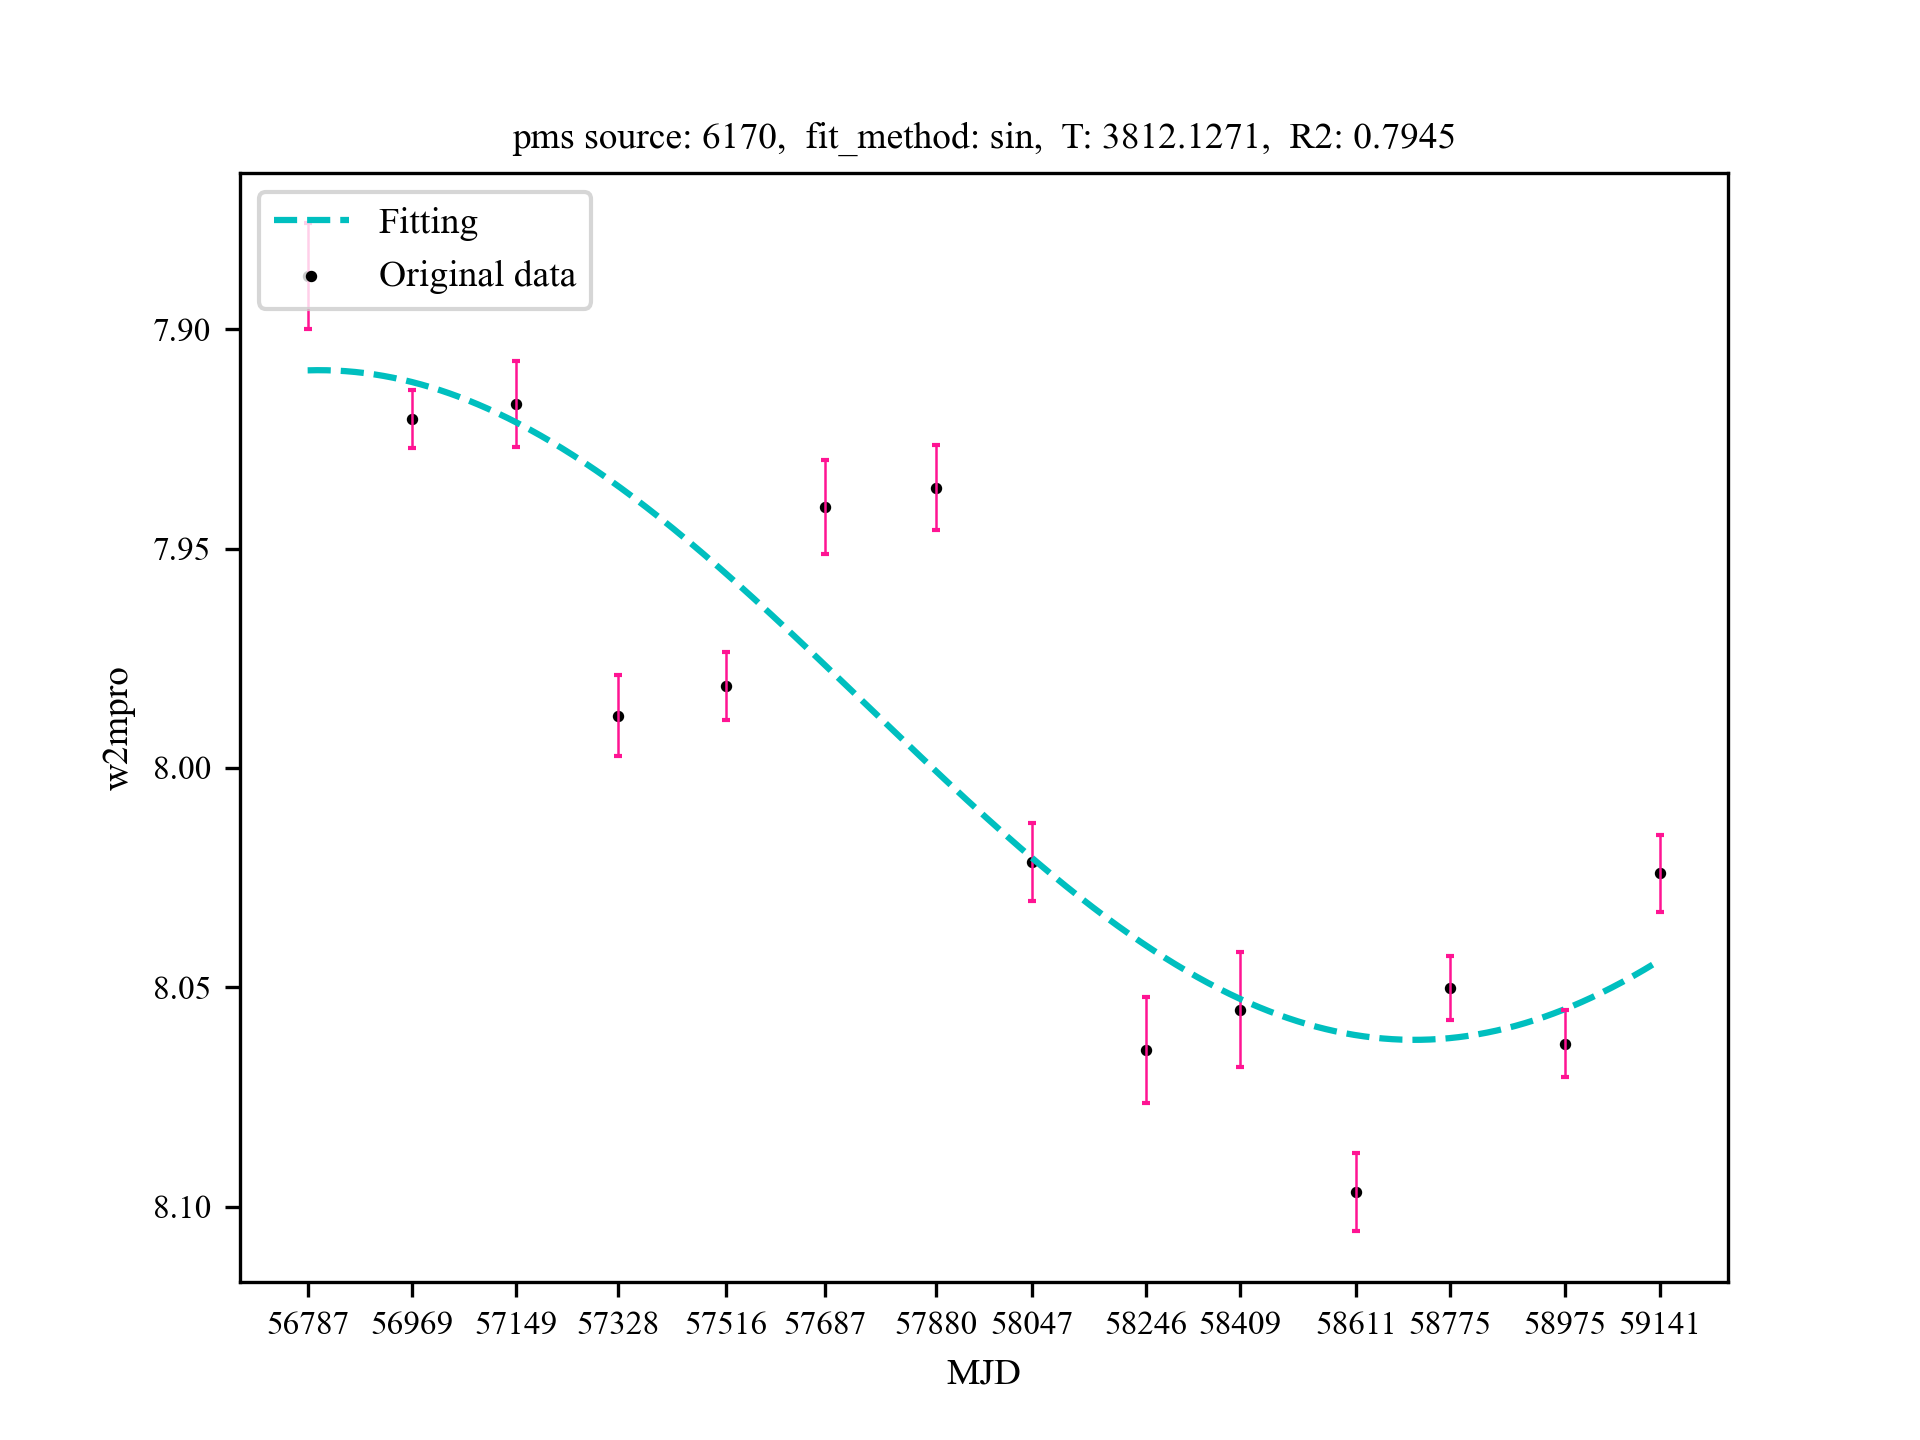 pms source: 6170, fit_method: sin, T: 3812.1271, R2: 0.7945
Fitting
Original data
7.90
7.95
8.00
8.05
8.10
w2mpro
56787 56969 57149 57328 57516 57687 57880 58047 58246 58409 58611 58775 58975 59141
MJD